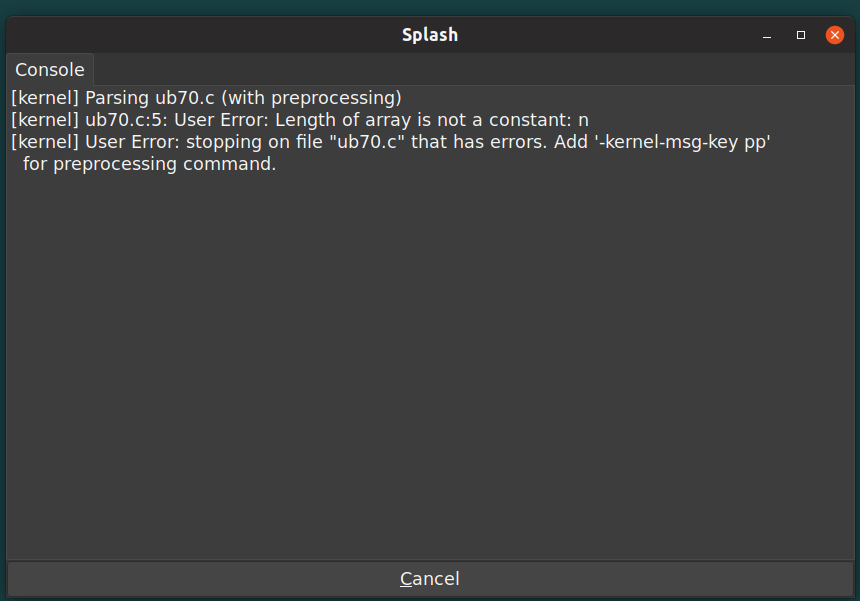 Splash
Console
[kernel] Parsing ub70.c (with preprocessing)
[kernel] ub70.c:5: User Error: Length of array is not a constant: n
[kernel] User Error: stopping on file "ub70.c" that has errors. Add '-kernel-msg-key pp'
for preprocessing command.
Cancel